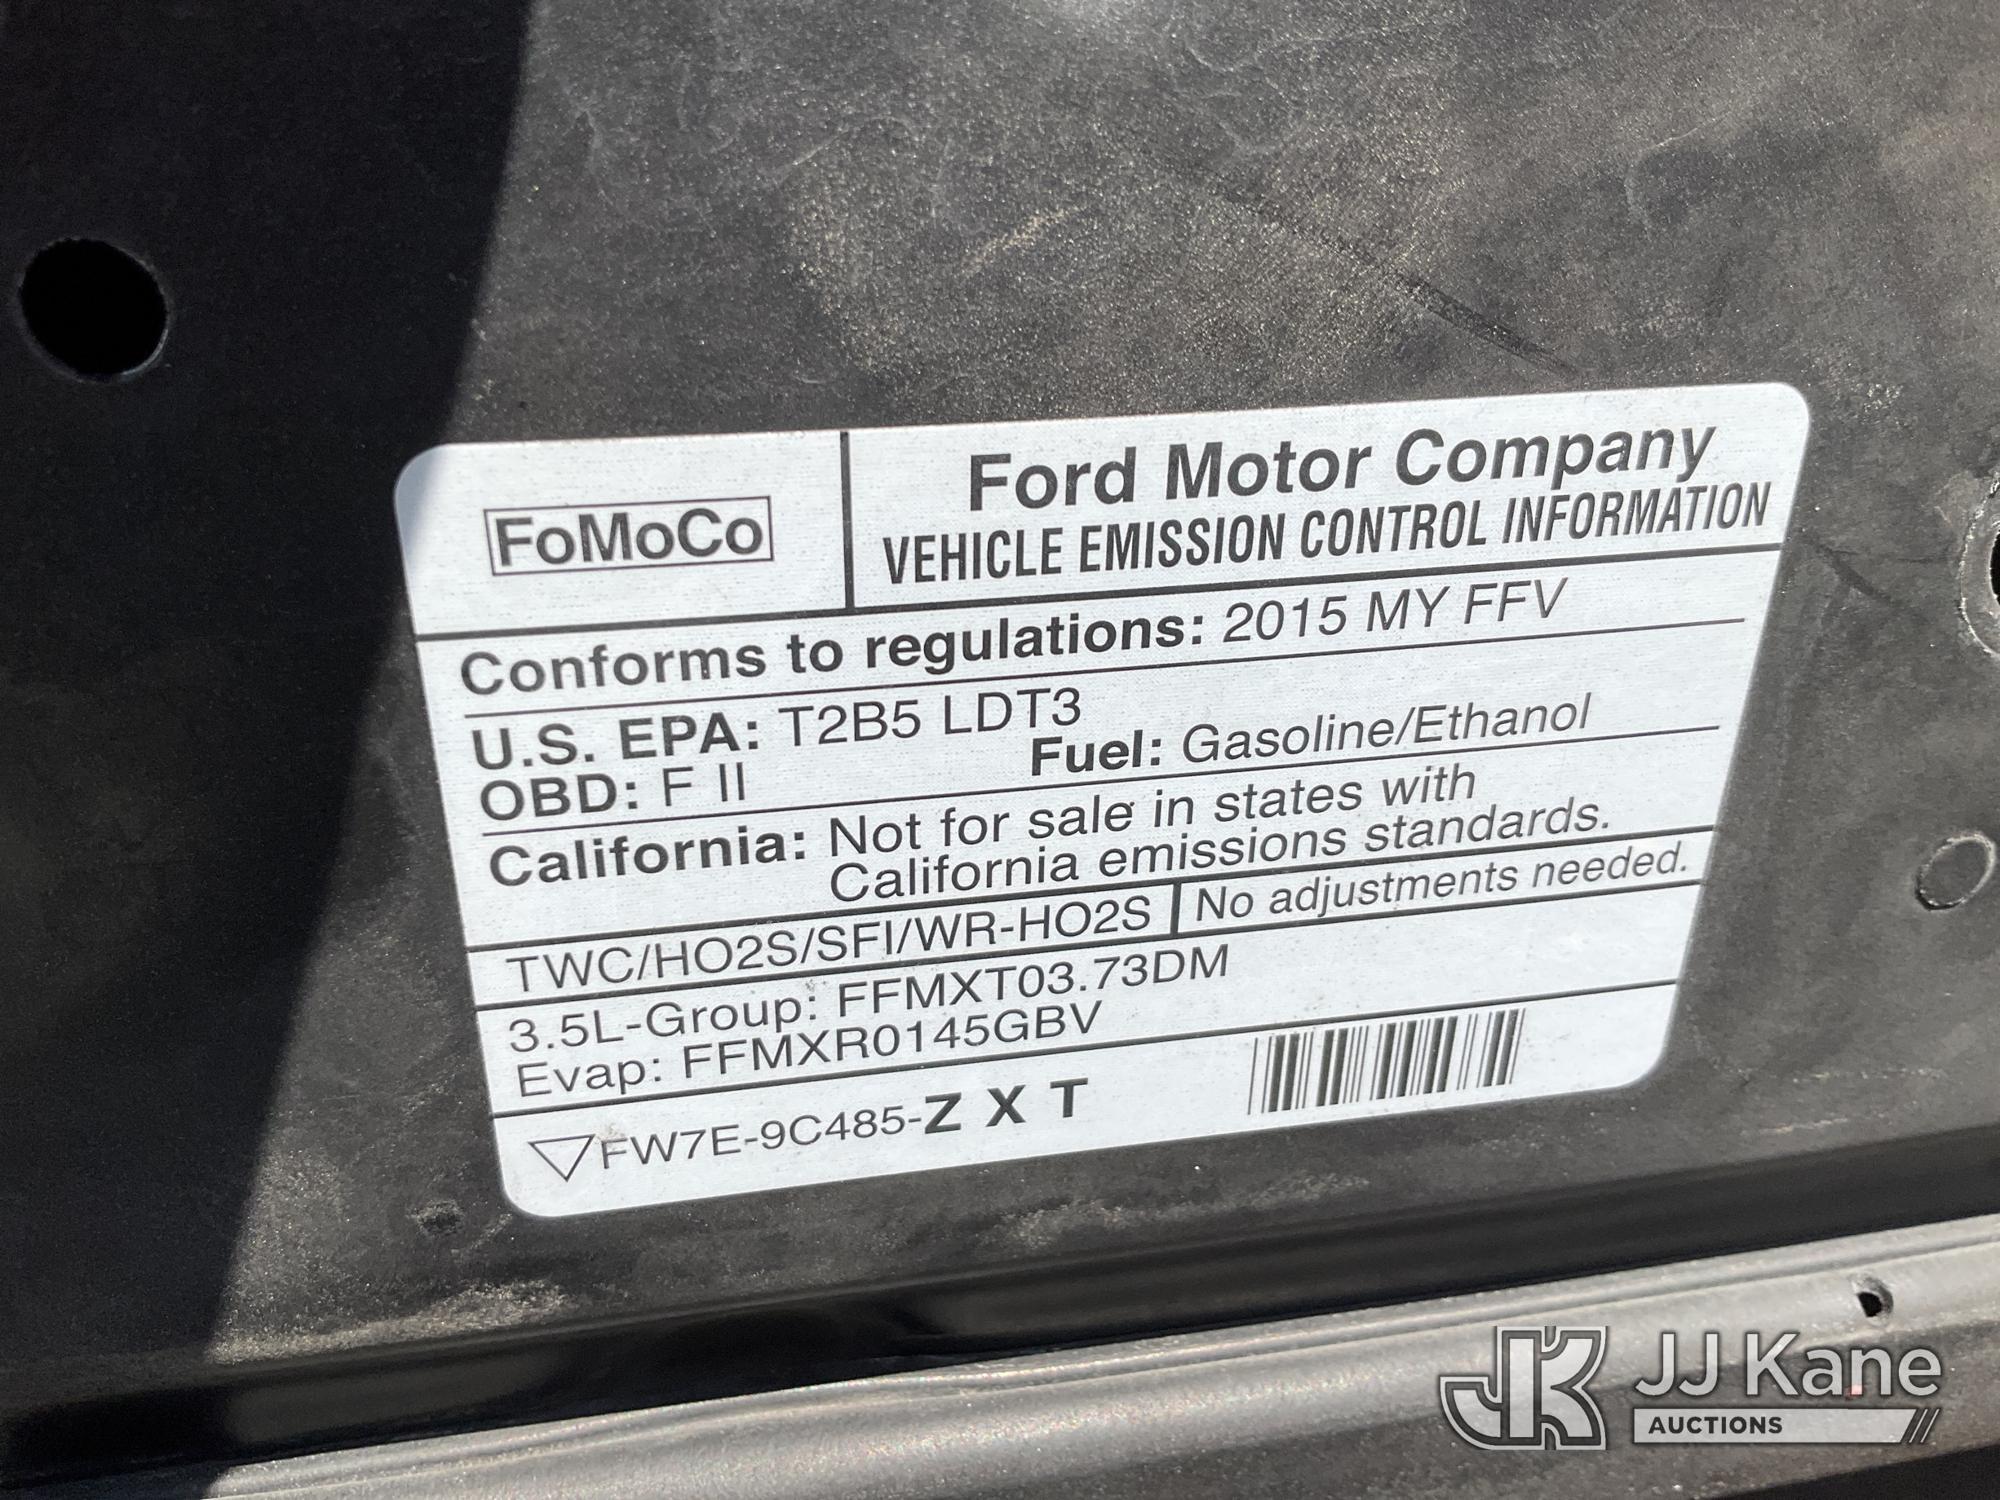 FoMoCo
Ford Motor Company
VEHICLE EMISSION CONTROL INFORMATION
Conforms to regulations: 2015 MY FFV
U.S. EPA: T2B5 LDT3
OBD: F II Fuel: Gasoline/Ethanol
California: Not for sale in states with
California emissions standards.
TWC/HO2S/SFI/WR-HO2S No adjustments needed.
3.5L-Group: FFMXT03.73DM
Evap: FFMXR0145GBV
FW7E-9C485-Z X T
JK JJ Kane
AUCTIONS